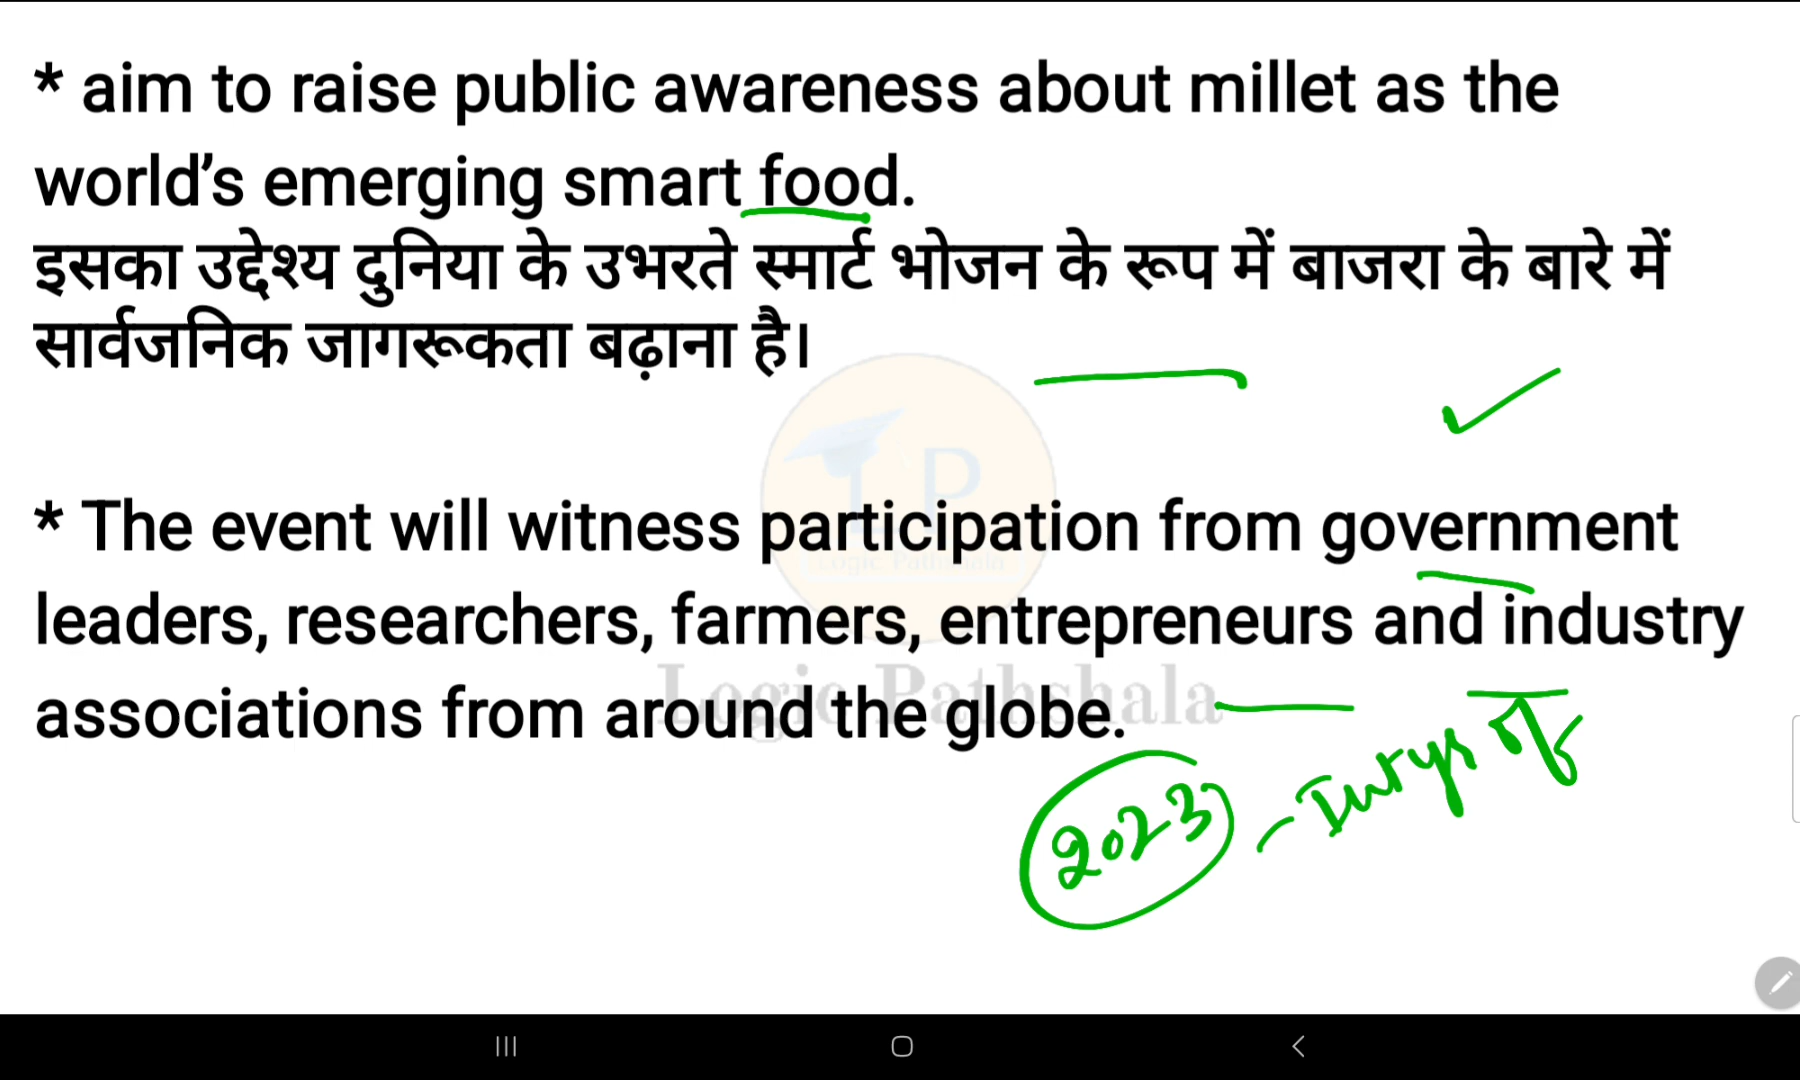 * aim to raise public awareness about millet as the
world's emerging smart food.
इसका उद्देश्य दुनिया के उभरते स्मार्ट भोजन के रूप में बाजरा के बारे में
सार्वजनिक जागरूकता बढ़ाना है।
* The event will witness participation from government
leaders, researchers, farmers, entrepreneurs and industry
associations from around the globe.
Logic Pathshala
2023 -